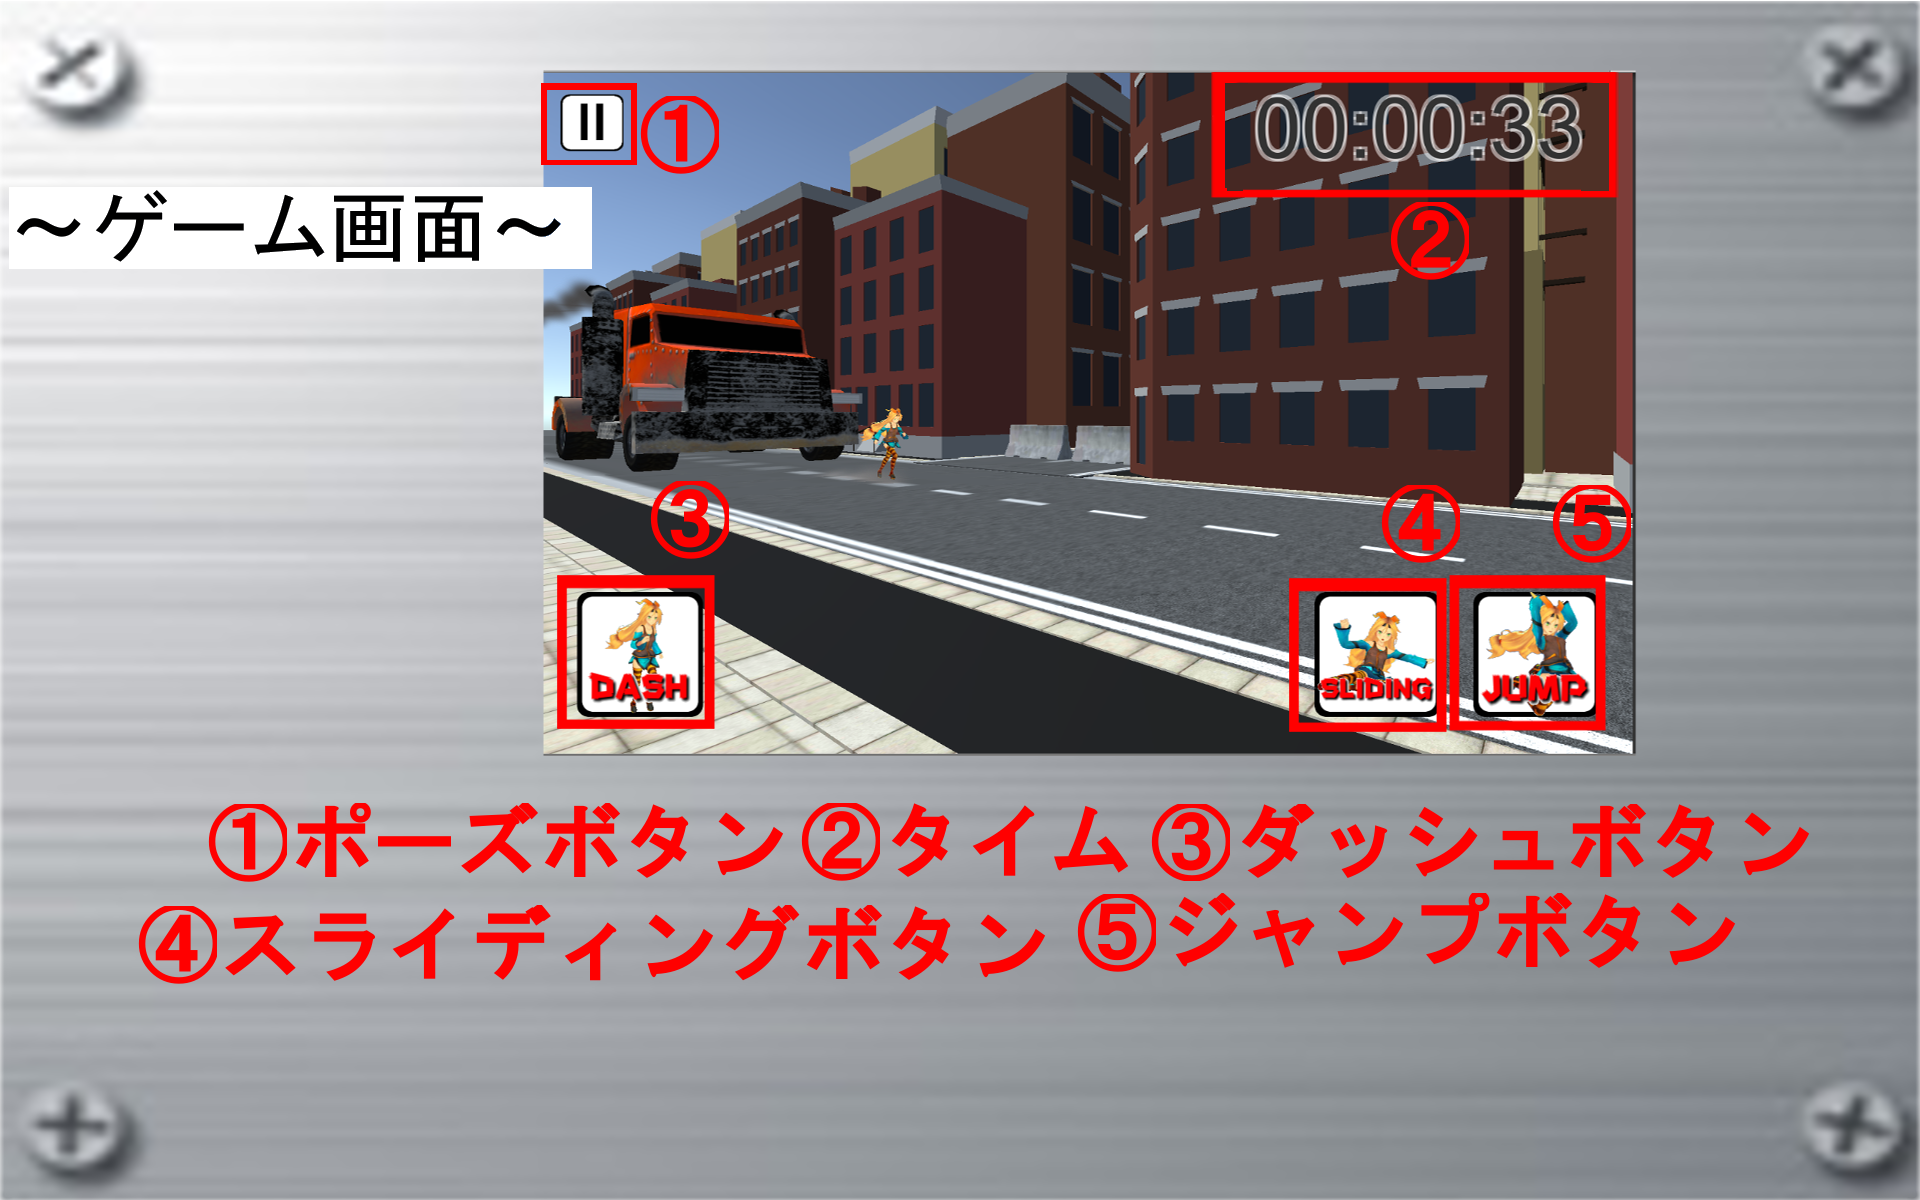 ①
00:00:33
～ゲーム画面～
②
③
④
⑤
DASH
SLIDING
JUMP
①ポーズボタン②タイム③ダッシュボタン
④スライディングボタン⑤ジャンプボタン